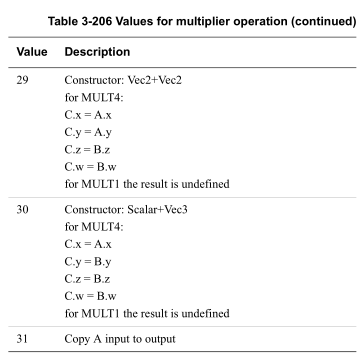 Table 3-206 Values for multiplier operation (continued)
Value Description
29 Constructor: Vec2+Vec2
for MULT4:
C.x = A.x
C.y = A.y
C.z = B.z
C.w = B.w
for MULT1 the result is undefined
30 Constructor: Scalar+Vec3
for MULT4:
C.x = A.x
C.y = B.y
C.z = B.z
C.w = B.w
for MULT1 the result is undefined
31 Copy A input to output